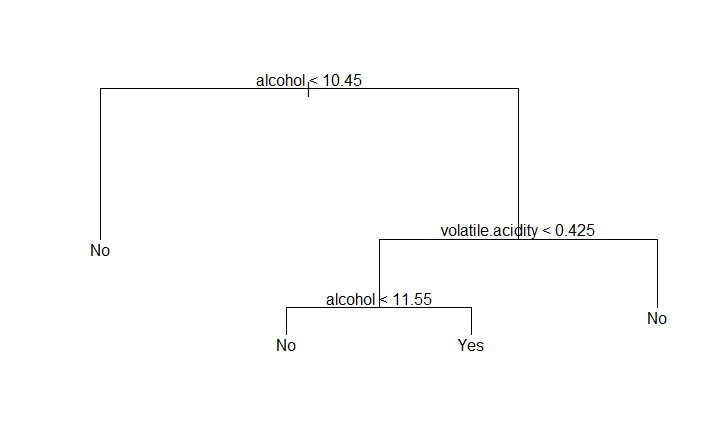 alcohol < 10.45
volatile.acidity < 0.425
No
alcohol < 11.55
No
No
Yes